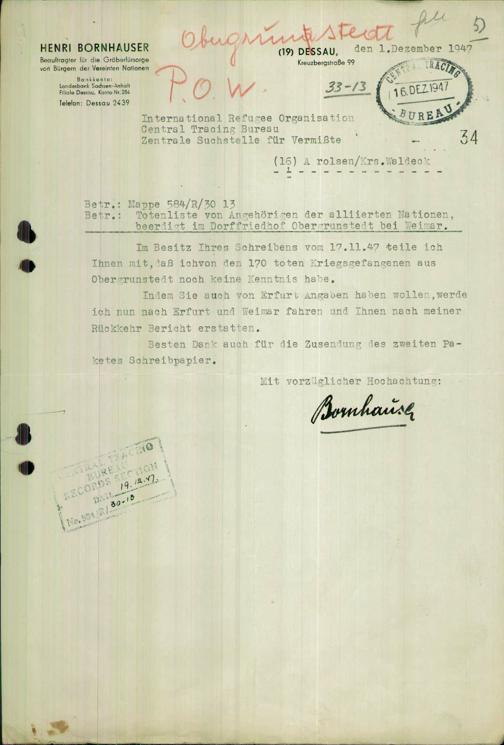 Obergrunstedt
5)
P.O.W.
HENRI BORNHAUSER
Beauftragter für die Gräberfürsorge
von Bürgern der Vereinten Nationen
Bankkonto:
Landesbank Sachsen-Anhalt
Filiale Dessau, Konto Nr. 284
Telefon: Dessau 2439
(19) DESSAU, den 1.Dezember 1947
Kreuzbergstraße 99
33-13
CENTRAL TRACING
16. DEZ. 1947
BUREAU
34
International Refugee Organisation
Central Tracing Bureau
Zentrale Suchstelle für Vermißte
(16) A rolsen/Krs.Waldeck
Betr.: Mappe 584/R/30 13
Betr.: Totenliste von Angehörigen der alliierten Nationen,
beerdigt im Dorffriedhof Obergrunstedt bei Weimar.
Im Besitz Ihres Schreibens vom 17.11.47 teile ich
Ihnen mit,daß ichvon den 170 toten Kriegsgefangenen aus
Obergrunstedt noch keine Kenntnis habe.
Indem Sie auch von Erfurt Angaben haben wollen,werde
ich nun nach Erfurt und Weimar fahren und Ihnen nach meiner
Rückkehr Bericht erstatten.
Besten Dank auch für die Zusendung des zweiten Pa-
ketes Schreibpapier.
Mit vorzüglicher Hochachtung:
Bornhauser
CENTRAL TRACING
BUREAU
RECORDS SECTION
DATE 19.12.47.
No. 584/R/ 30-13